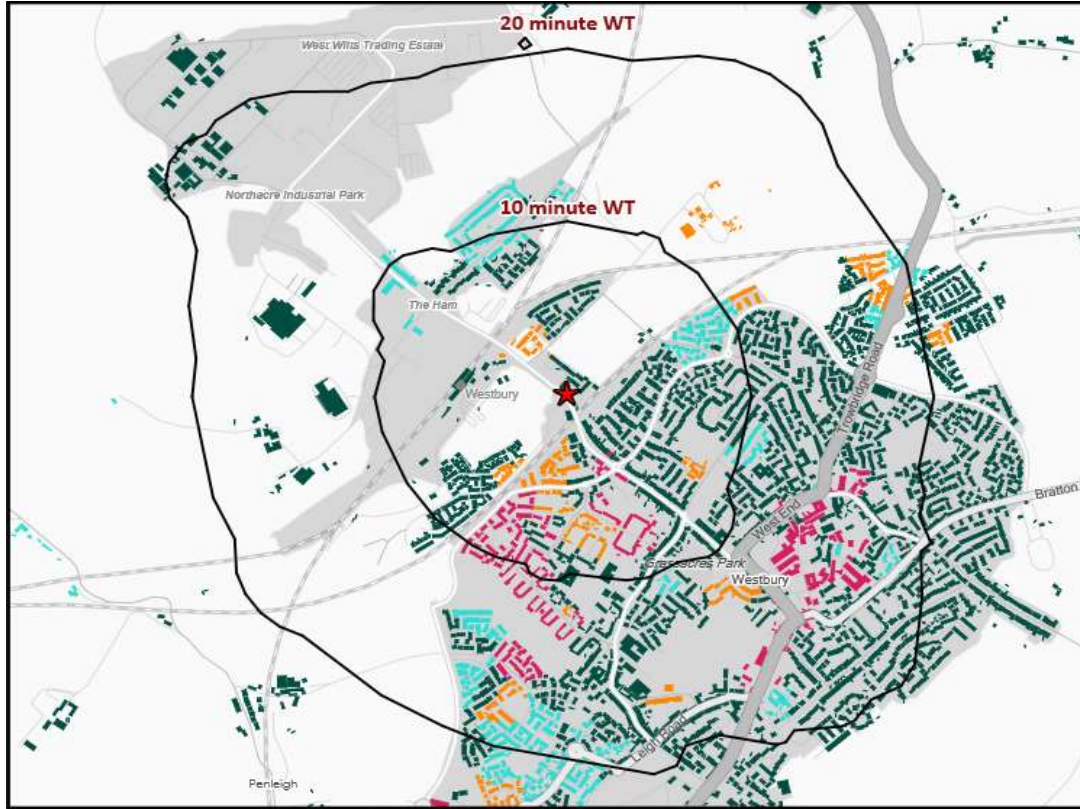 20 minute WT
West Wilts Trading Estate
Northacre Industrial Park
10 minute WT
The Ham
Westbury
Trowbridge Road
Bratton
West End
Grassacres Park
Westbury
Leigh Road
Penleigh